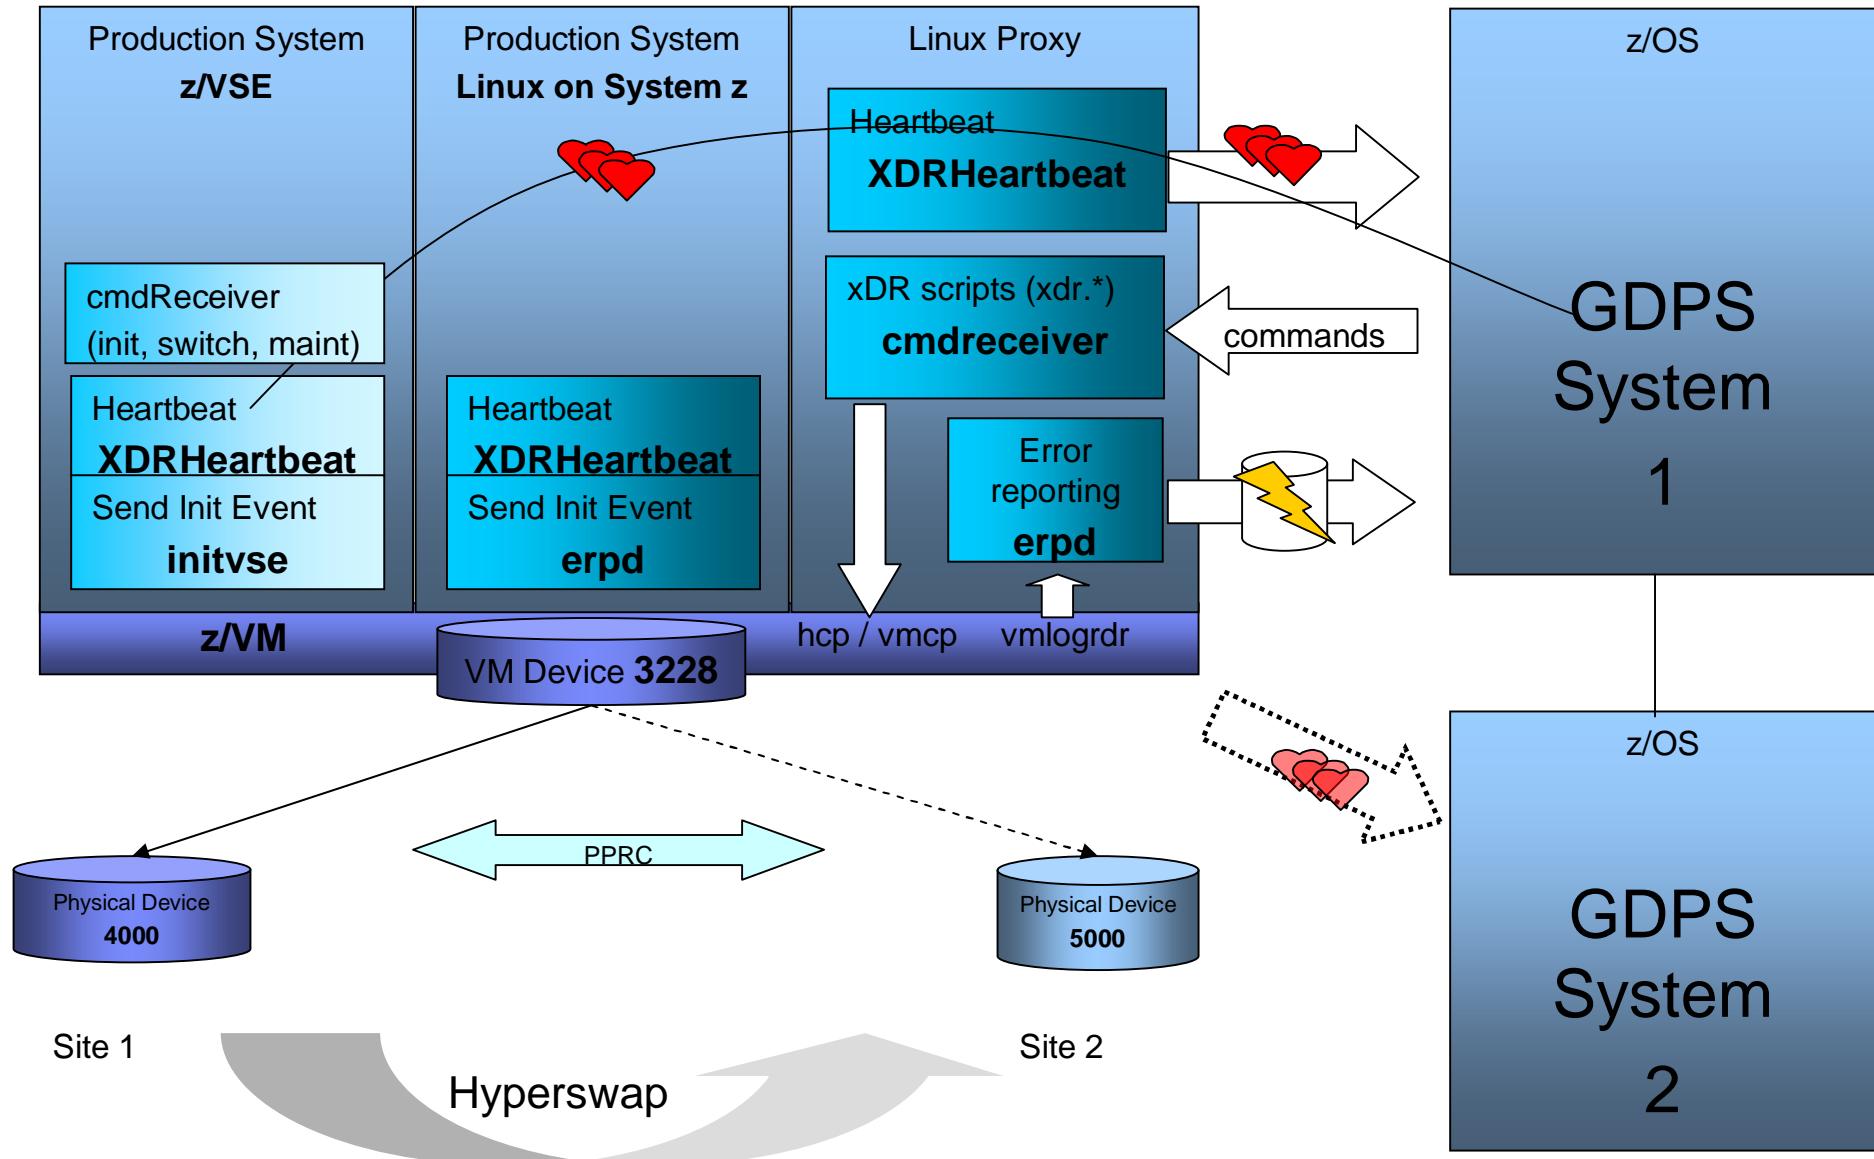 Production System
z/VSE
Production System
Linux on System z
Linux Proxy
z/OS
Heartbeat
XDRHeartbeat
cmdReceiver
(init, switch, maint)
xDR scripts (xdr.*)
cmdreceiver
commands
GDPS
System
1
Heartbeat
XDRHeartbeat
Send Init Event
initvse
Heartbeat
XDRHeartbeat
Send Init Event
erpd
Error
reporting
erpd
z/VM
VM Device 3228
hcp / vmcp
vmlogrdr
z/OS
GDPS
System
2
PPRC
Physical Device
4000
Physical Device
5000
Site 1
Site 2
Hyperswap